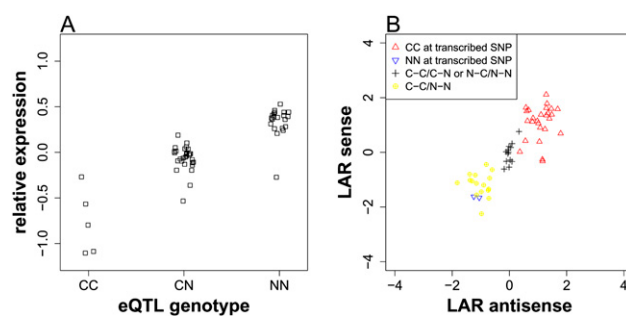 A
relative expression
1.0
0.5
0.0
−0.5
−1.0
CC
CN
NN
eQTL genotype
B
LAR sense
4
2
0
−2
−4
CC at transcribed SNP
NN at transcribed SNP
C−C/C−N or N−C/N−N
C−C/N−N
−4
−2
0
2
4
LAR antisense